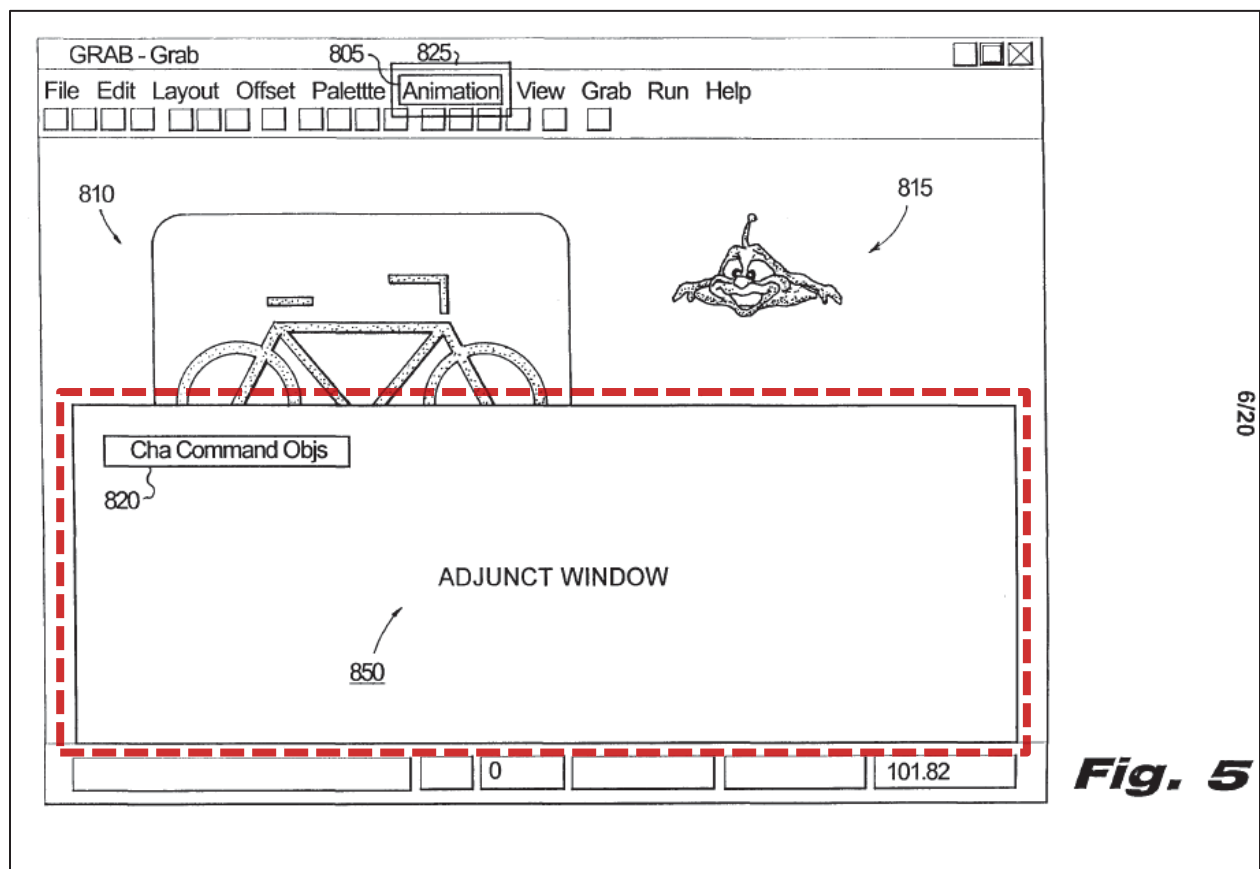 GRAB - Grab
805
825
File Edit Layout Offset Palettte Animation View Grab Run Help
810
815
Cha Command Objs
820
ADJUNCT WINDOW
850
0
101.82
6/20
Fig. 5